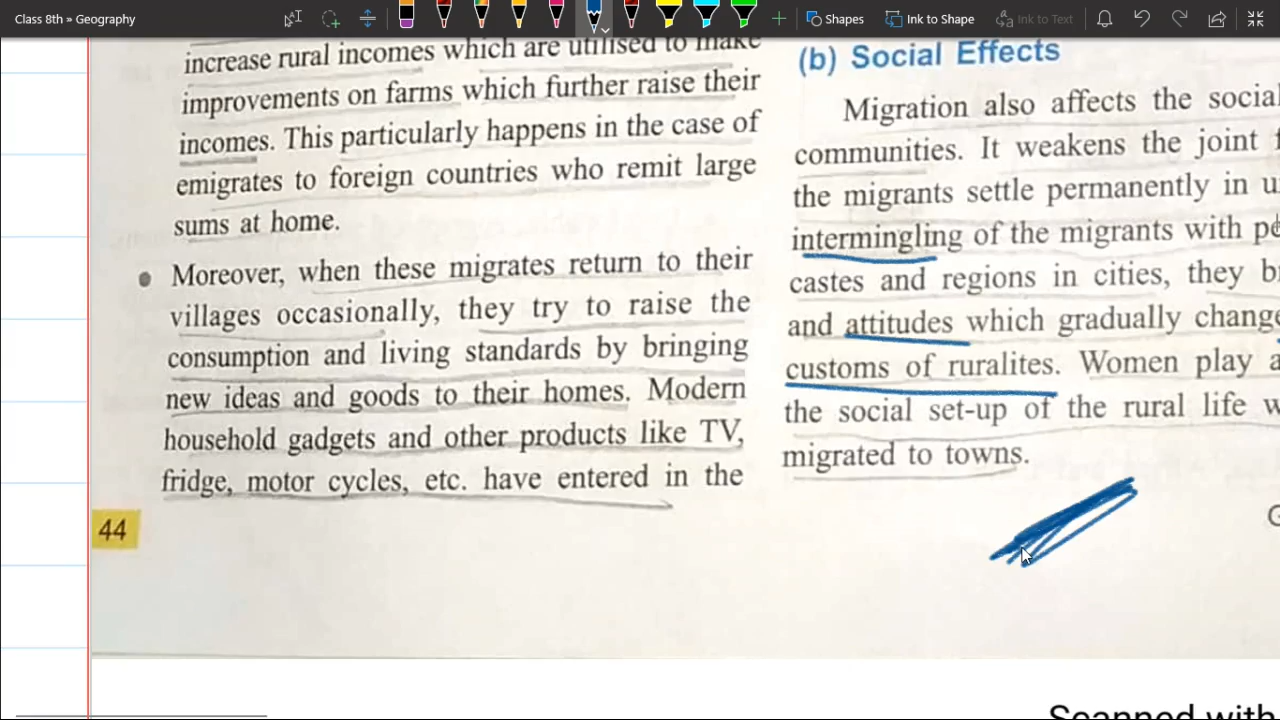 Class 8th » Geography
Shapes
Ink to Shape
Ink to Text
increase rural incomes which are utilised to make
improvements on farms which further raise their
incomes. This particularly happens in the case of
emigrates to foreign countries who remit large
sums at home.
Moreover, when these migrates return to their
villages occasionally, they try to raise the
consumption and living standards by bringing
new ideas and goods to their homes. Modern
household gadgets and other products like TV,
fridge, motor cycles, etc. have entered in the
44
(b) Social Effects
Migration also affects the social
communities. It weakens the joint
the migrants settle permanently in
intermingling of the migrants with
castes and regions in cities, they
and attitudes which gradually change
customs of ruralites. Women play a
the social set-up of the rural life
migrated to towns.
Scanned with